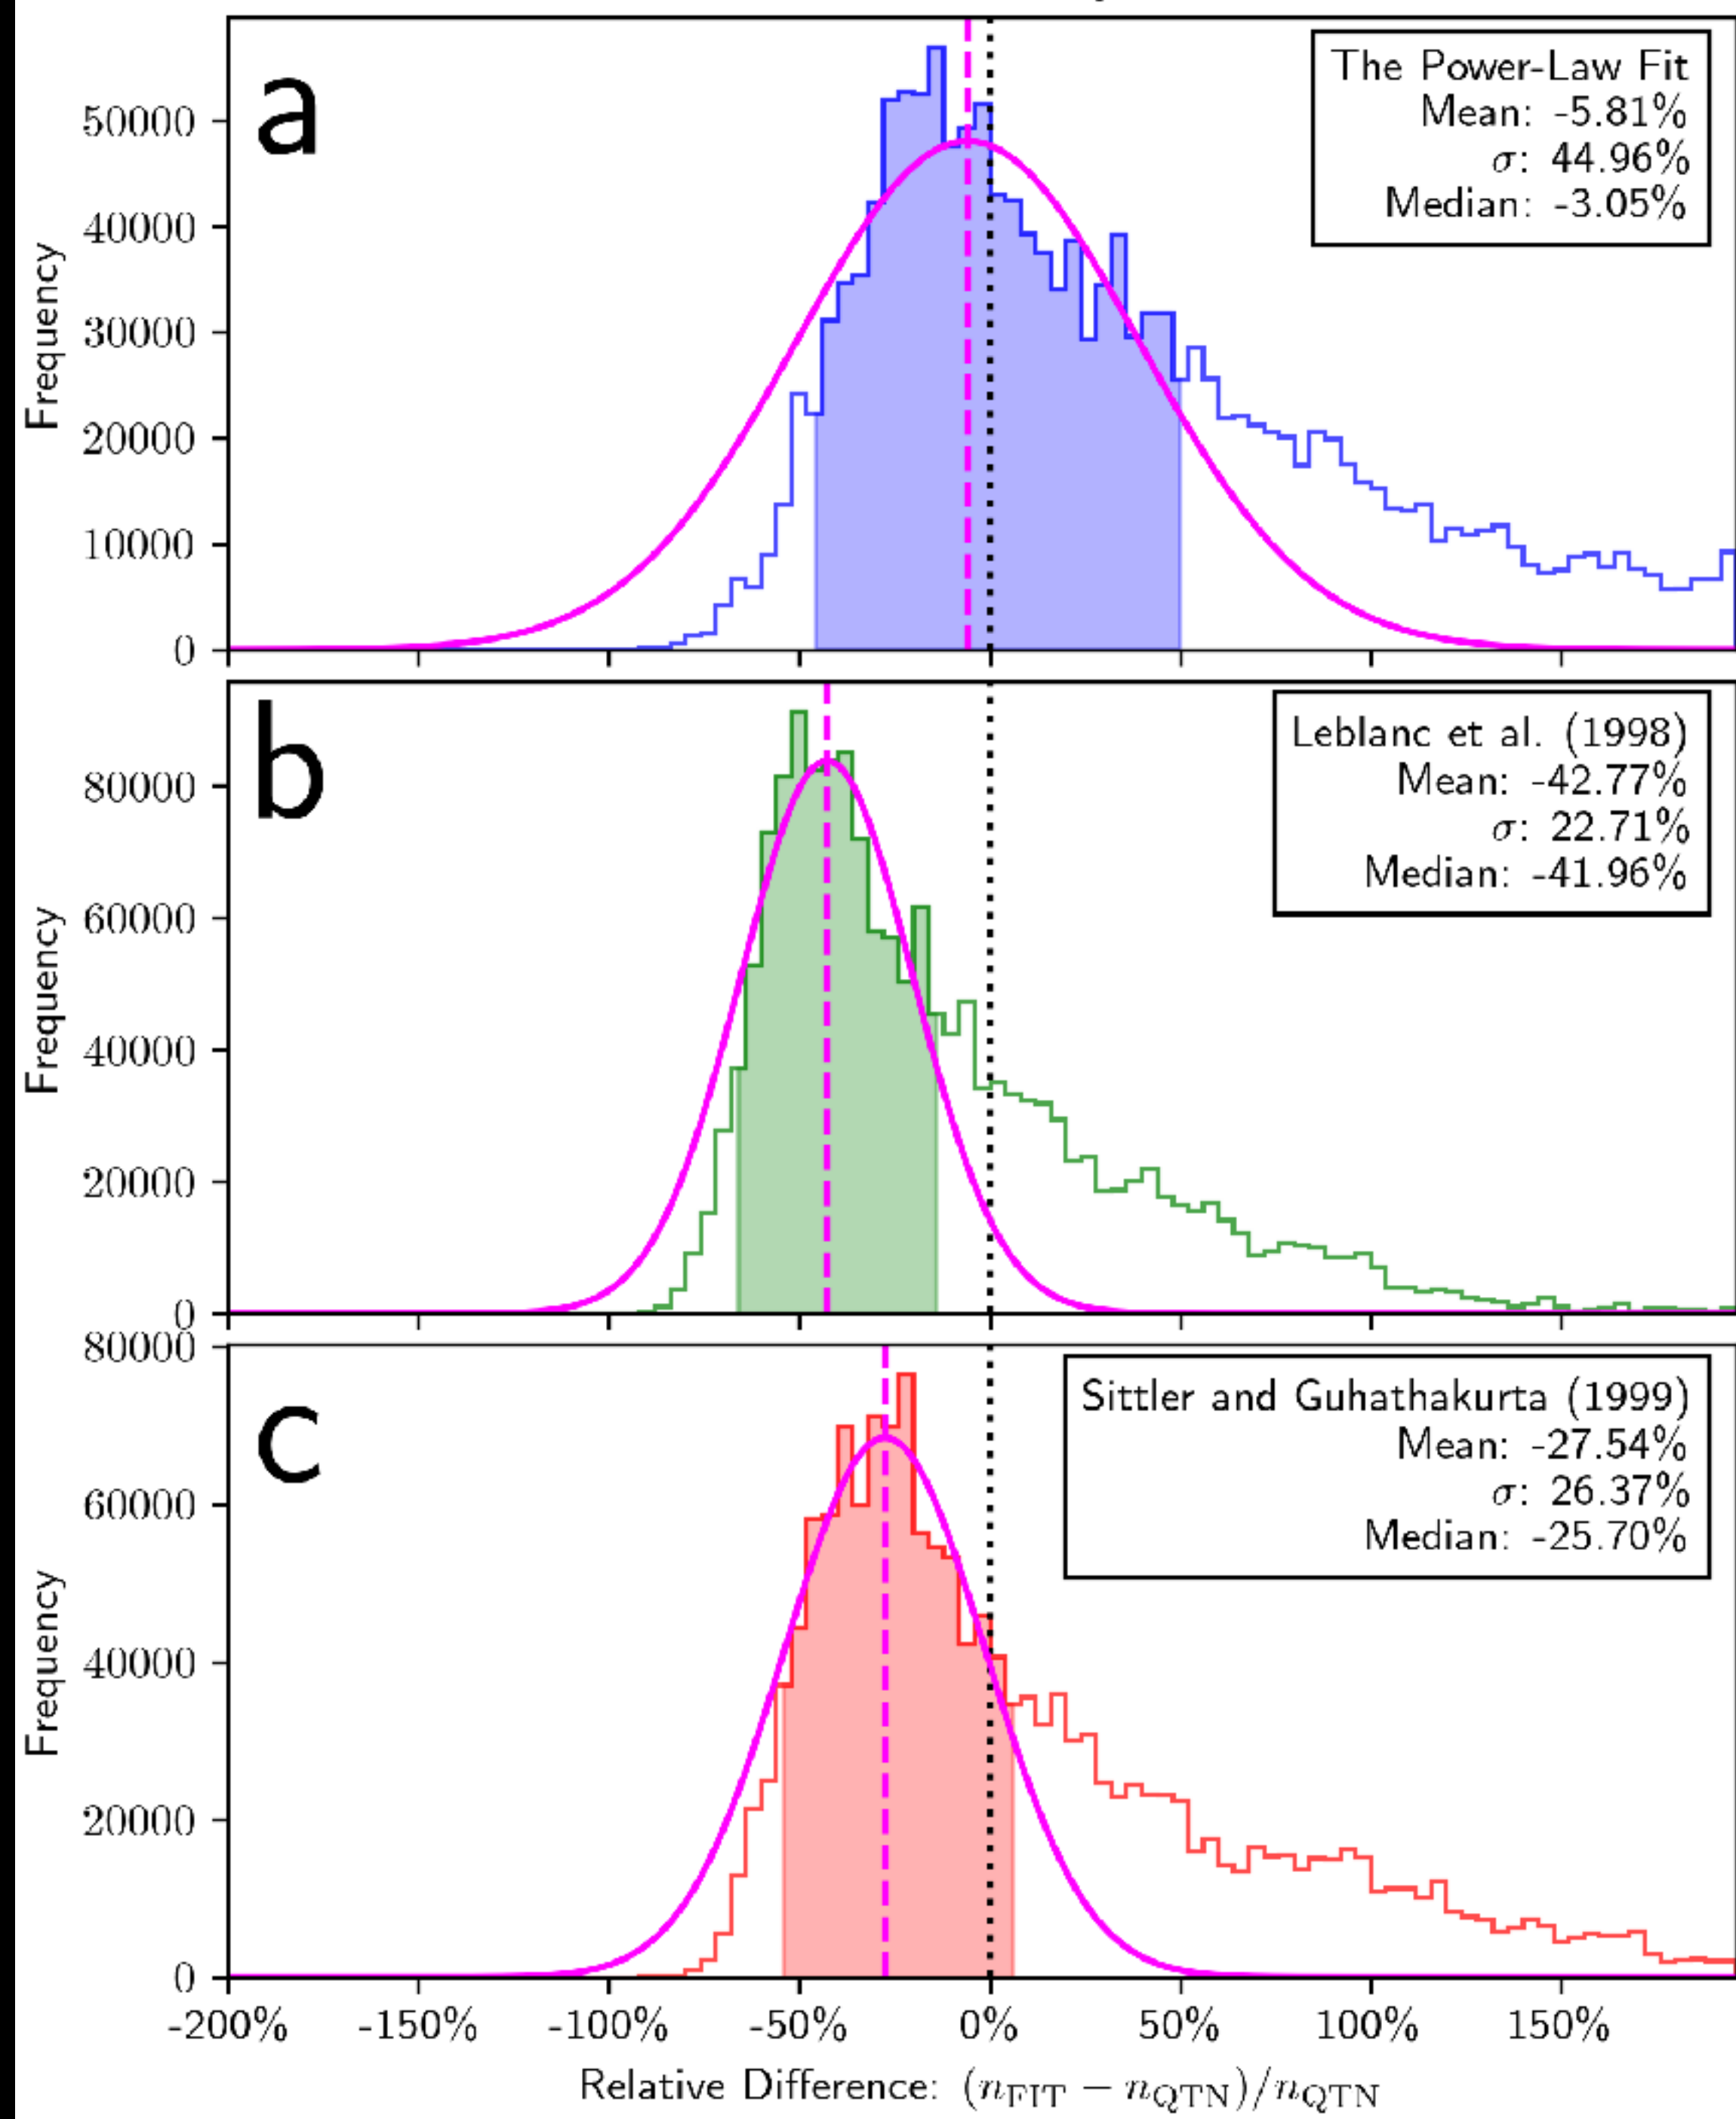 a
The Power-Law Fit
Mean: -5.81%
σ: 44.96%
Median: -3.05%
Frequency
50000
40000
30000
20000
10000
0
b
Leblanc et al. (1998)
Mean: -42.77%
σ: 22.71%
Median: -41.96%
Frequency
80000
60000
40000
20000
0
c
Sittler and Guhathakurta (1999)
Mean: -27.54%
σ: 26.37%
Median: -25.70%
Frequency
80000
60000
40000
20000
0
-200% -150% -100% -50% 0% 50% 100% 150%
Relative Difference: (n_FIT − n_QTN)/n_QTN